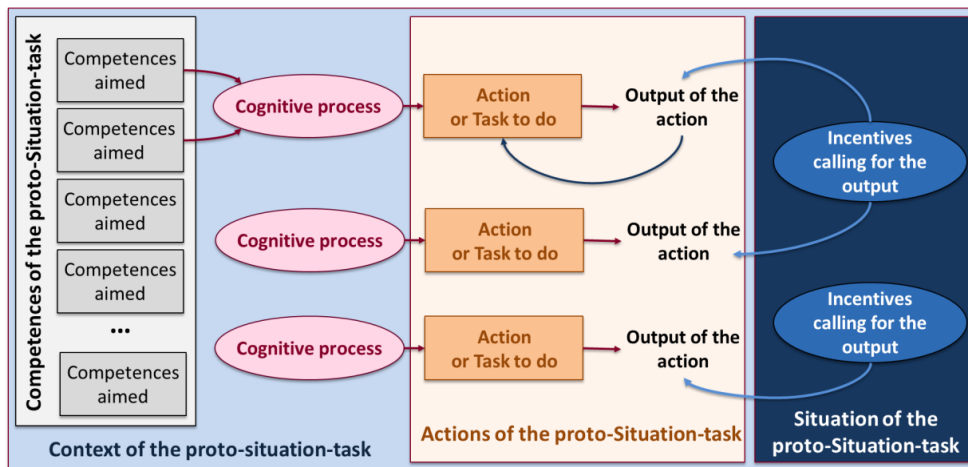 Competences of the proto-Situation-task
Competences
aimed
Competences
aimed
Competences
aimed
Competences
aimed
...
Competences
aimed
Cognitive process
Action
or Task to do
Output of the
action
Cognitive process
Action
or Task to do
Output of the
action
Cognitive process
Action
or Task to do
Output of the
action
Incentives
calling for the
output
Incentives
calling for the
output
Context of the proto-situation-task
Actions of the proto-Situation-task
Situation of the
proto-Situation-task